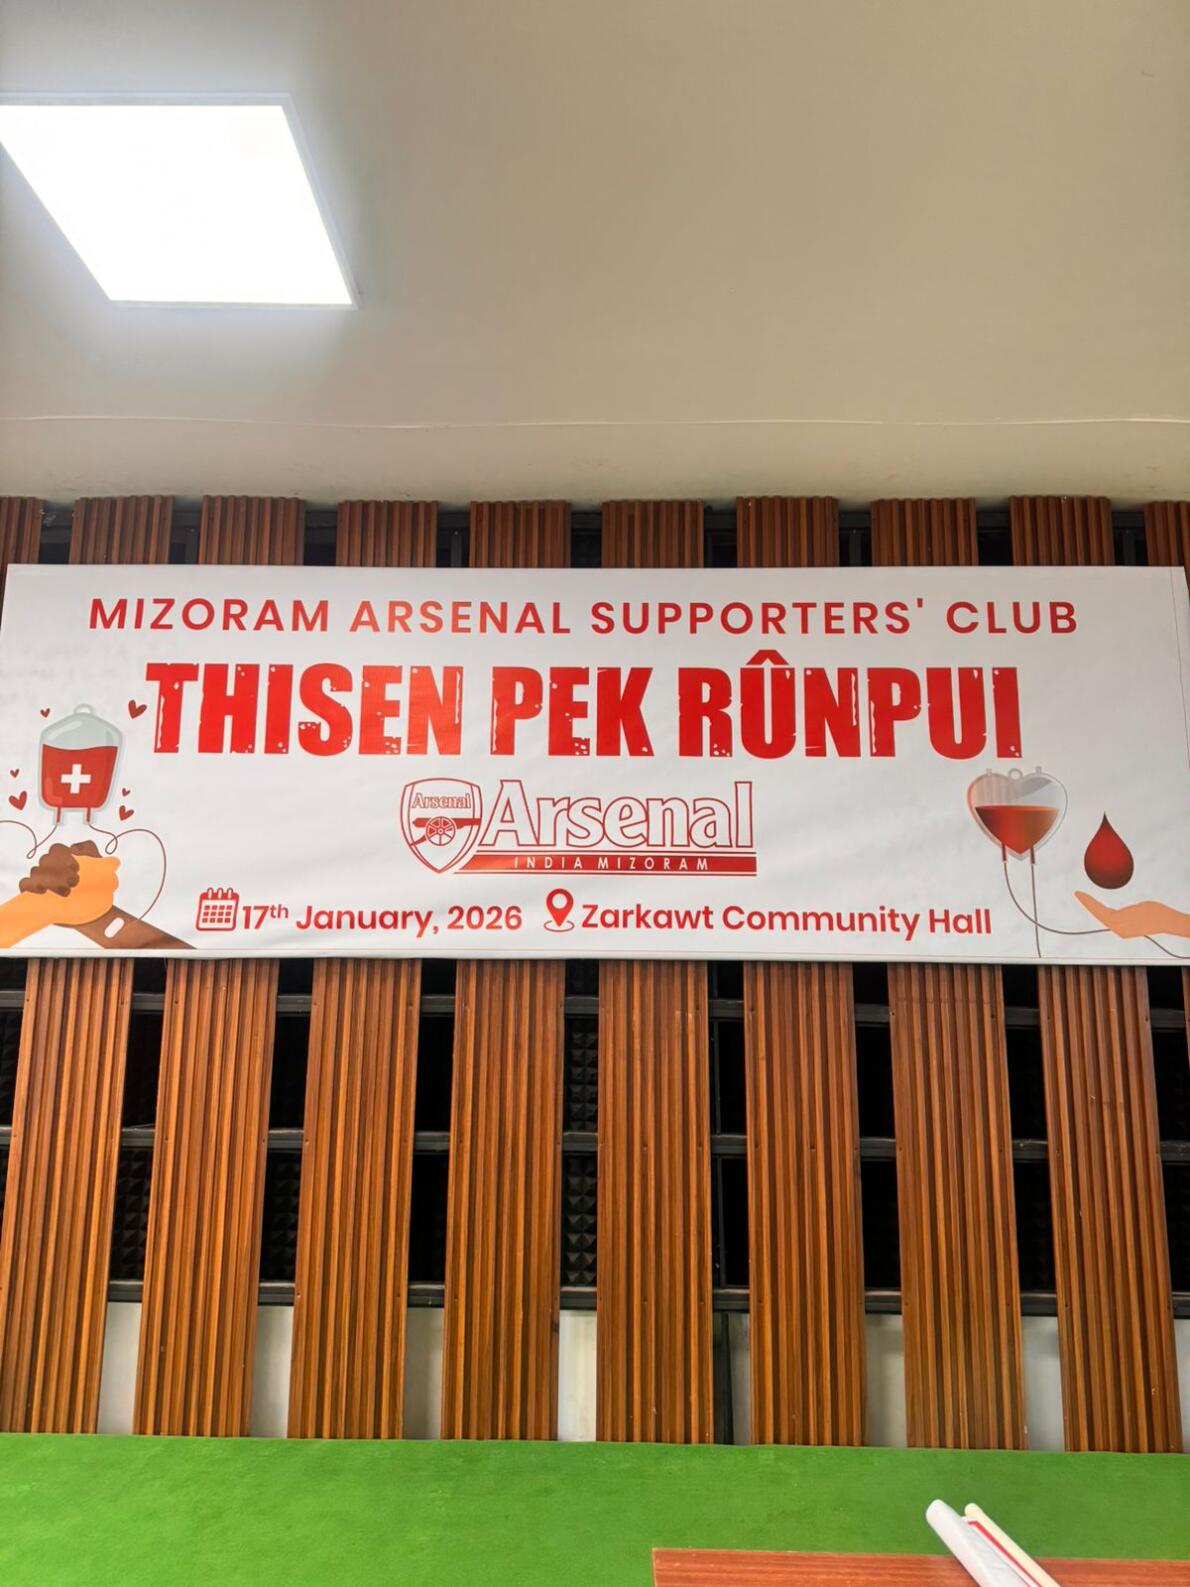 MIZORAM ARSENAL SUPPORTERS' CLUB
THISEN PEK RÛNPUI
Arsenal
Arsenal
INDIA MIZORAM
17th January, 2026 Zarkawt Community Hall